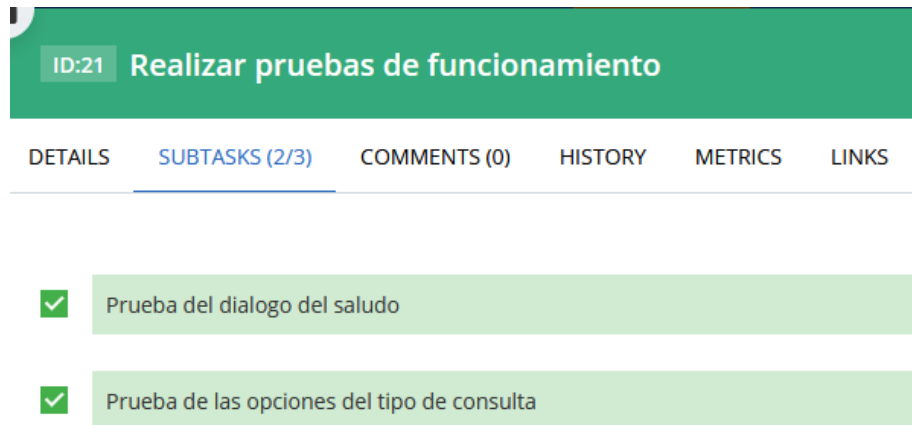 ID:21 Realizar pruebas de funcionamiento
DETAILS SUBTASKS (2/3) COMMENTS (0) HISTORY METRICS LINKS
Prueba del dialogo del saludo
Prueba de las opciones del tipo de consulta